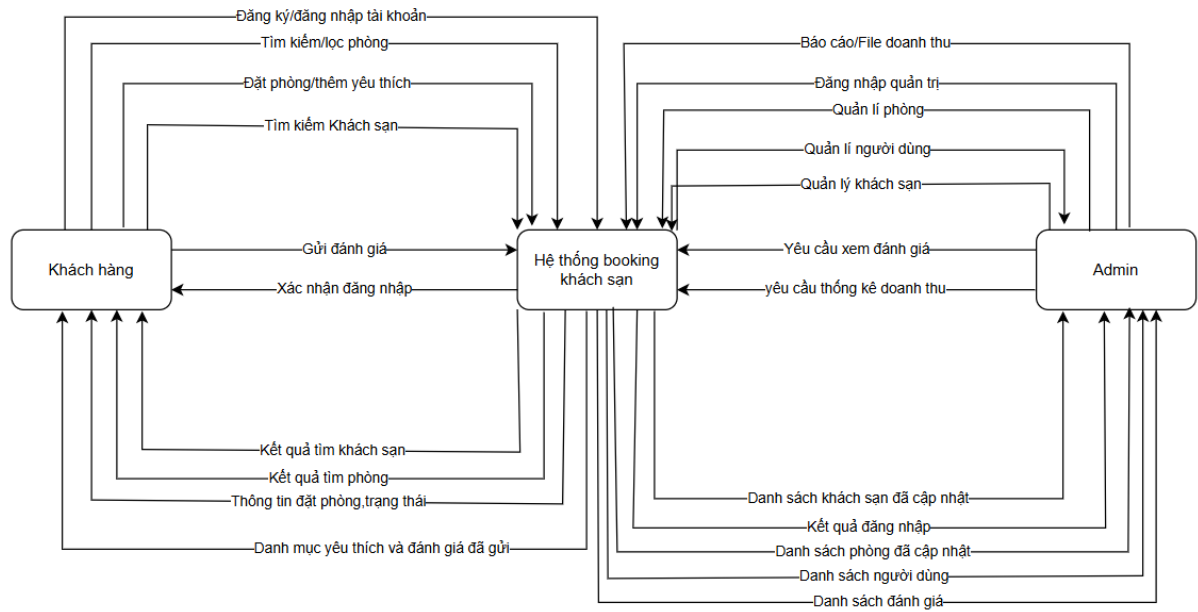 Đăng ký/đăng nhập tài khoản
Tìm kiếm/lọc phòng
Đặt phòng/thêm yêu thích
Tìm kiếm Khách sạn
Báo cáo/File doanh thu
Đăng nhập quản trị
Quản lí phòng
Quản lí người dùng
Quản lý khách sạn
Khách hàng
Gửi đánh giá
Xác nhận đăng nhập
Hệ thống booking
khách sạn
Yêu cầu xem đánh giá
yêu cầu thống kê doanh thu
Admin
Kết quả tìm khách sạn
Kết quả tìm phòng
Thông tin đặt phòng,trạng thái
Danh mục yêu thích và đánh giá đã gửi
Danh sách khách sạn đã cập nhật
Kết quả đăng nhập
Danh sách phòng đã cập nhật
Danh sách người dùng
Danh sách đánh giá